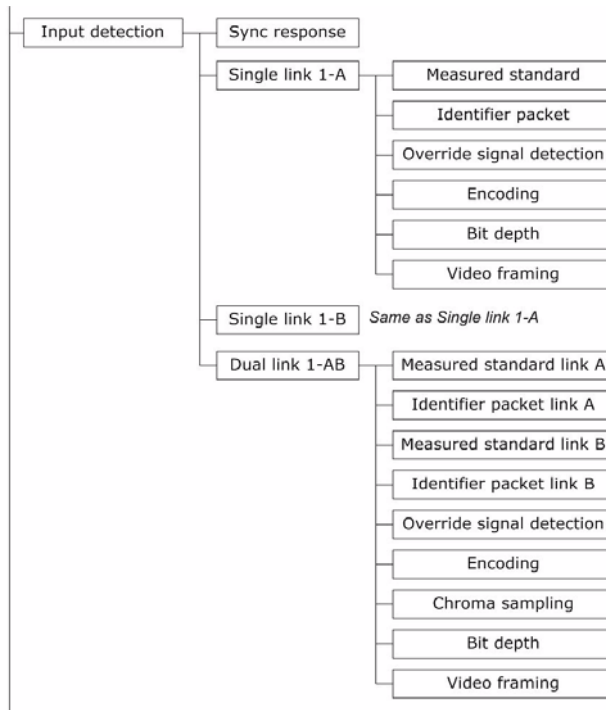 Input detection
Sync response
Single link 1-A
Measured standard
Identifier packet
Override signal detection
Encoding
Bit depth
Video framing
Single link 1-B
Same as Single link 1-A
Dual link 1-AB
Measured standard link A
Identifier packet link A
Measured standard link B
Identifier packet link B
Override signal detection
Encoding
Chroma sampling
Bit depth
Video framing